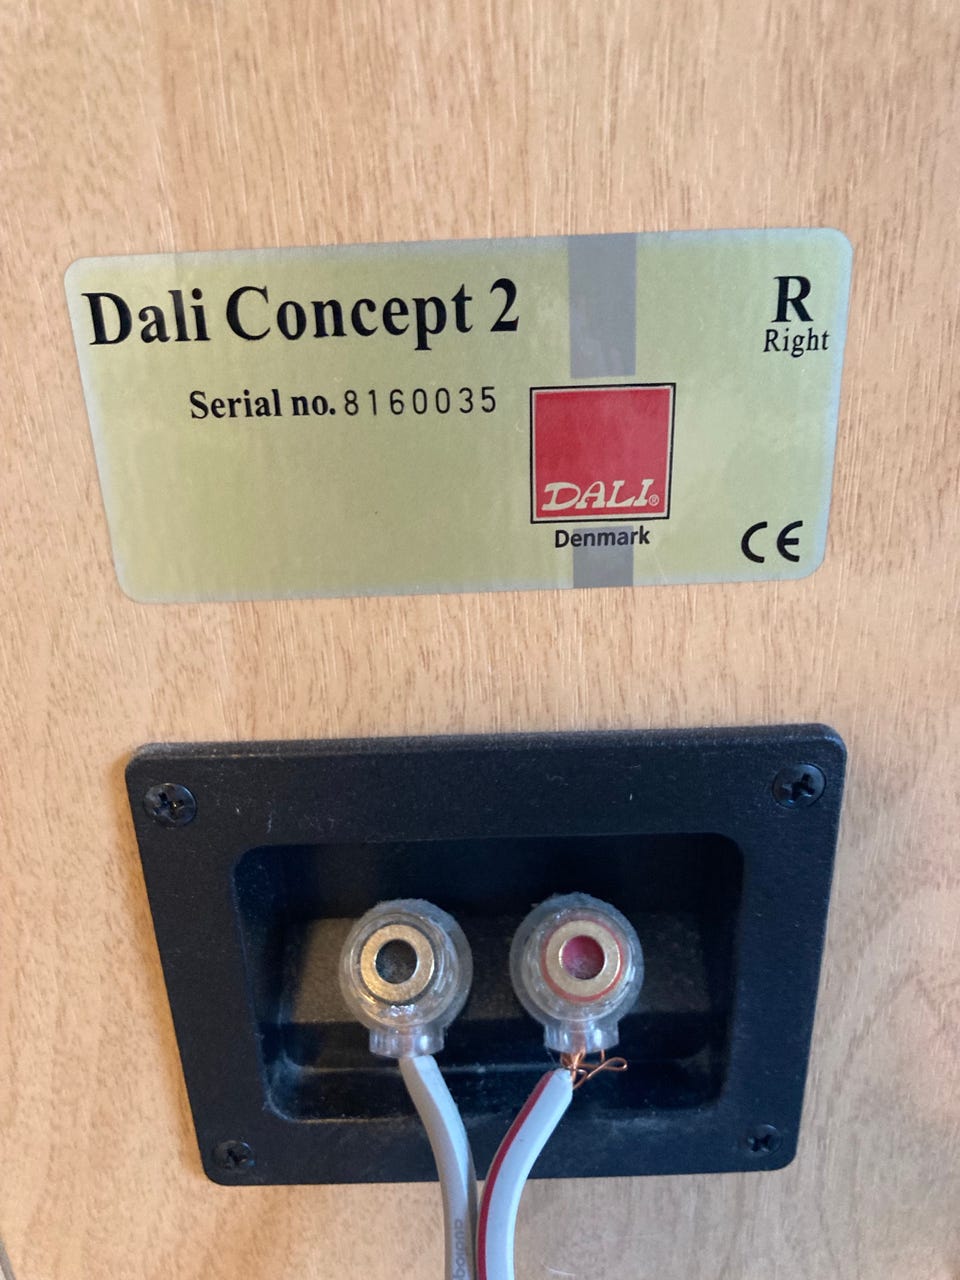 Dali Concept 2
R
Right
Serial no. 8160035
DALI®
Denmark
CE